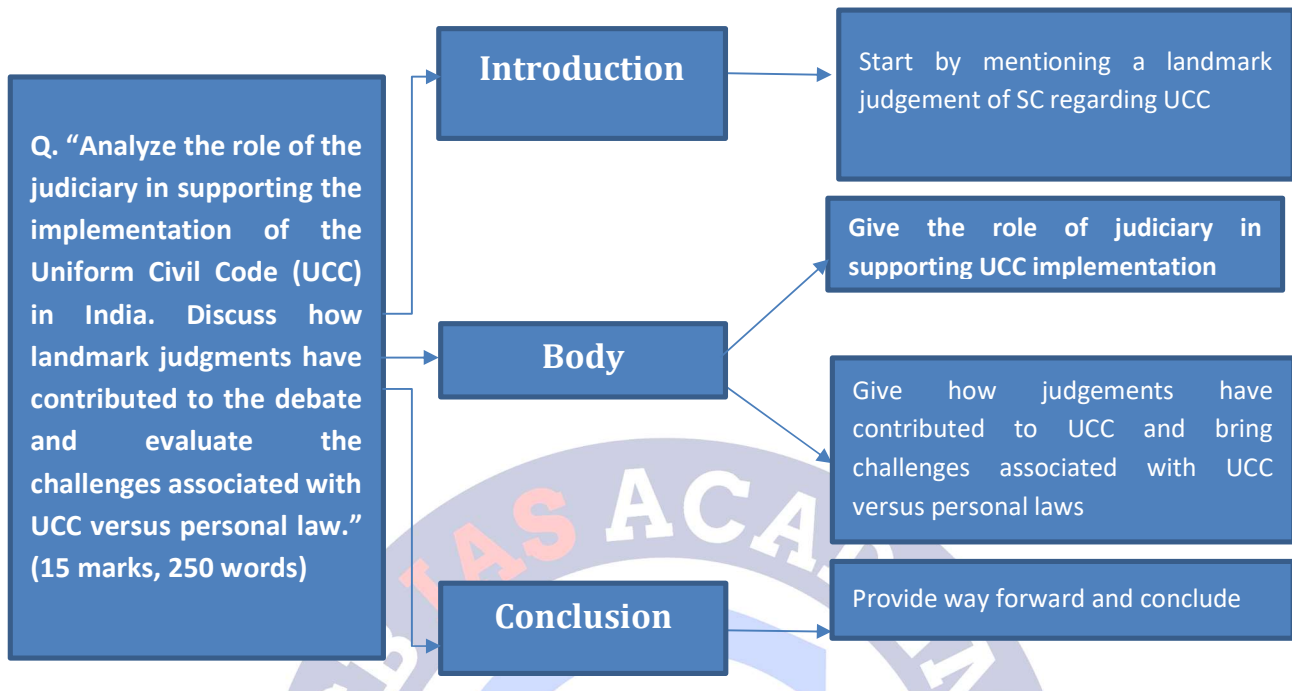 Q. “Analyze the role of the
judiciary in supporting the
implementation of the
Uniform Civil Code (UCC)
in India. Discuss how
landmark judgments have
contributed to the debate
and evaluate the
challenges associated with
UCC versus personal law.”
(15 marks, 250 words)
Introduction
Start by mentioning a landmark
judgement of SC regarding UCC
Body
Give the role of judiciary in
supporting UCC implementation
Give how judgements have
contributed to UCC and bring
challenges associated with UCC
versus personal laws
Conclusion
Provide way forward and conclude
IAS ACA